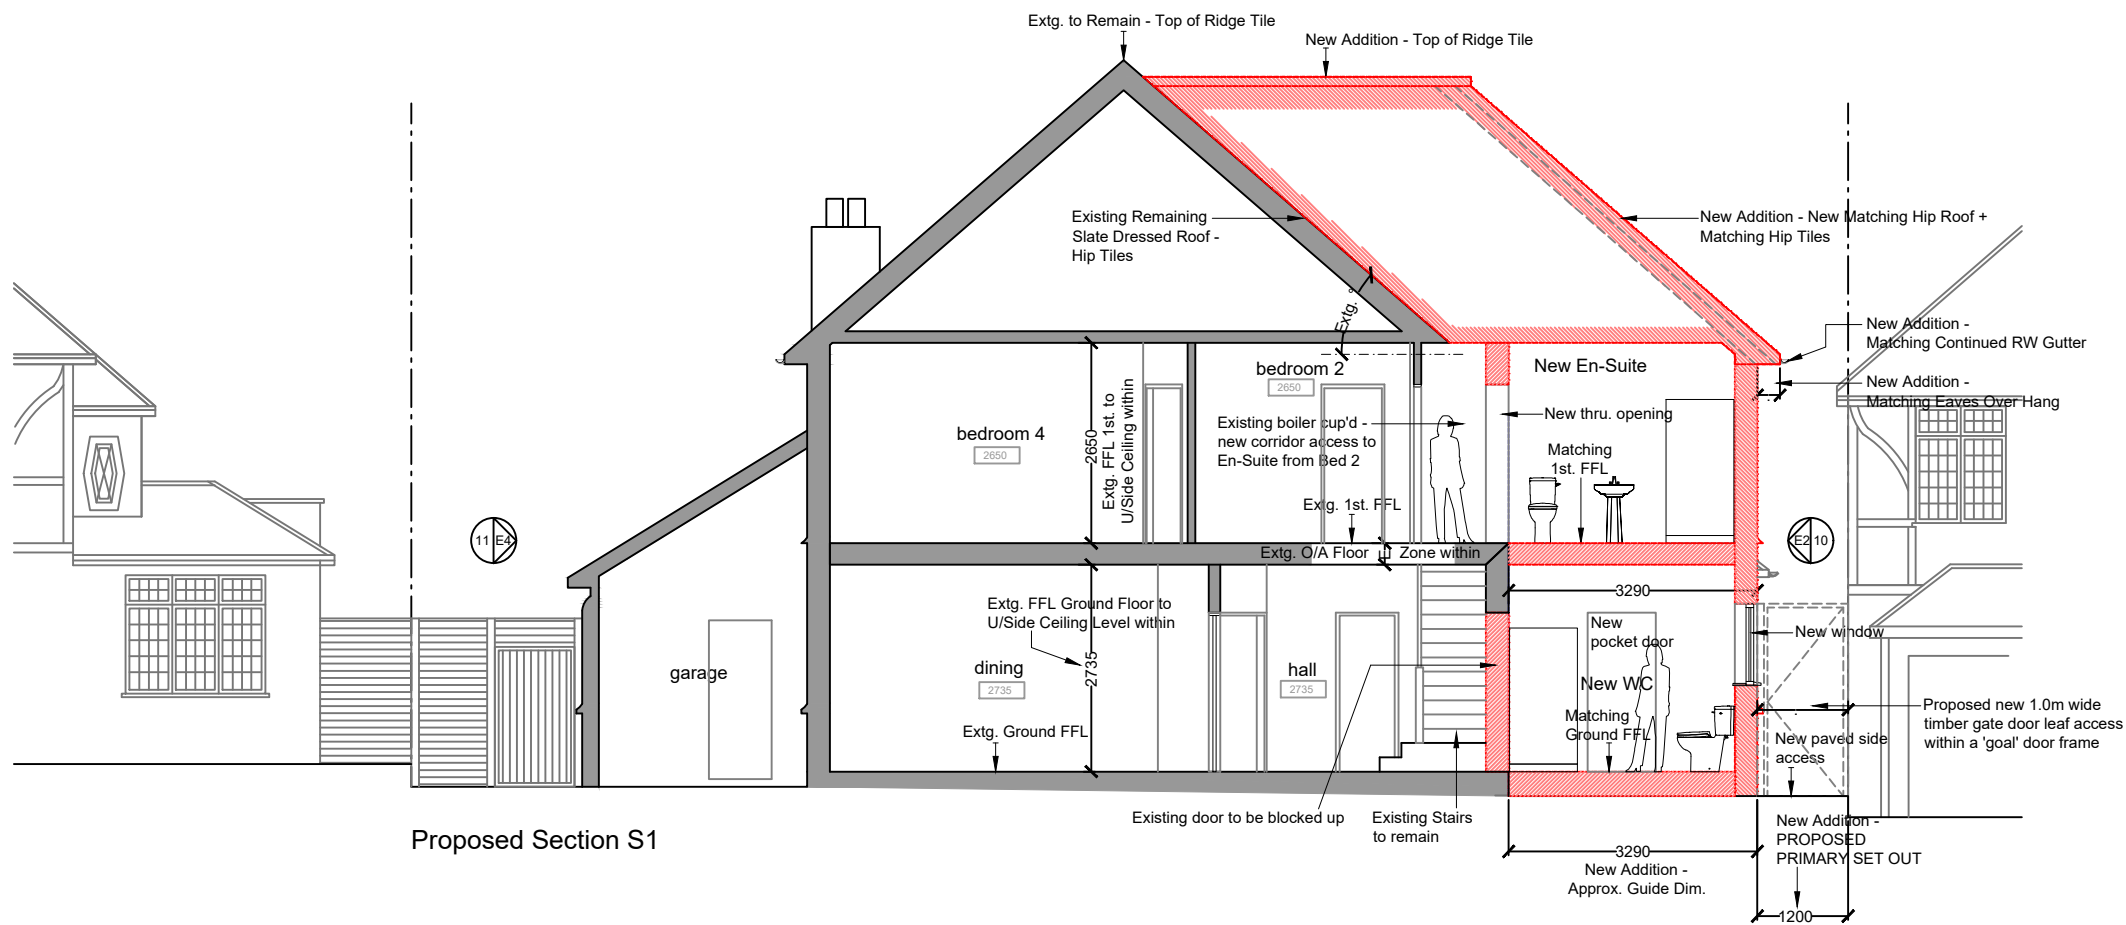 Extg. to Remain - Top of Ridge Tile
New Addition - Top of Ridge Tile
Existing Remaining
Slate Dressed Roof -
Hip Tiles
New Addition - New Matching Hip Roof +
Matching Hip Tiles
Extg. °
New Addition -
Matching Continued RW Gutter
New Addition -
Matching Eaves Over Hang
bedroom 4
2650
2650
Extg. FFL 1st. to
U/Side Ceiling within
bedroom 2
2650
Existing boiler cup'd -
new corridor access to
En-Suite from Bed 2
New En-Suite
New thru. opening
Matching
1st. FFL
Extg. 1st. FFL
Extg. O/A Floor
Zone within
11
E4
E2
10
3290
Extg. FFL Ground Floor to
U/Side Ceiling Level within
2735
garage
dining
2735
hall
2735
Extg. Ground FFL
New
pocket door
New WC
Matching
Ground FFL
New window
Proposed new 1.0m wide
timber gate door leaf access
within a 'goal' door frame
New paved side
access
Existing door to be blocked up
Existing Stairs
to remain
Proposed Section S1
3290
New Addition -
Approx. Guide Dim.
New Addition -
PROPOSED
PRIMARY SET OUT
1200